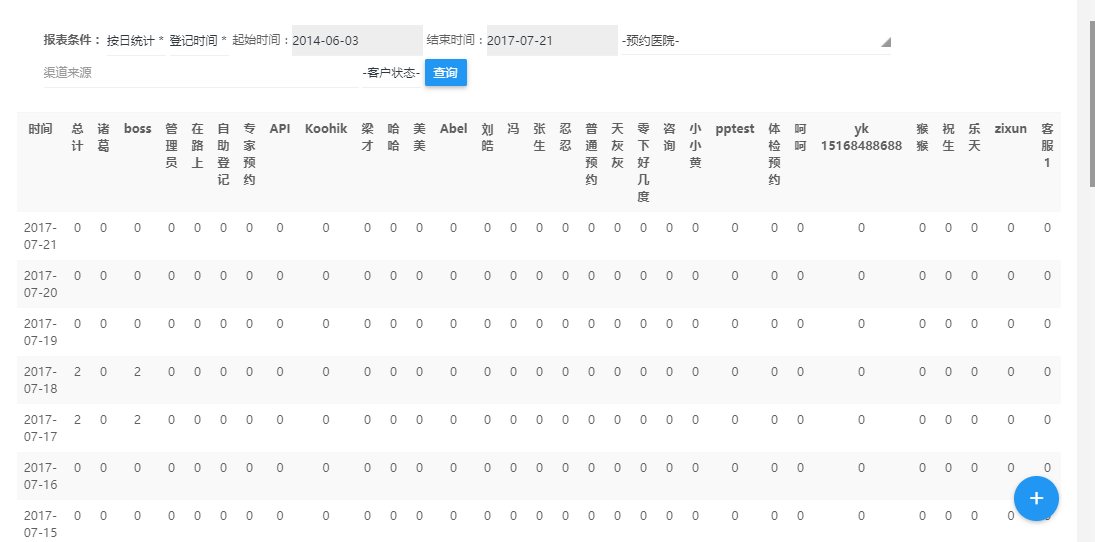 报表条件： 按日统计 * 登记时间 * 起始时间：2014-06-03 结束时间：2017-07-21 -预约医院-
渠道来源 -客户状态- 查询
时间 总计 诸葛 boss 管理员 在路上 自助登记 专家预约 API Koohik 梁才 哈哈 美美 Abel 刘皓 冯 张生 忍忍 普通预约 天灰灰 零下好几度 咨询 小小黄 pptest 体检预约 呵呵 yk 15168488688 猴猴 祝生 乐天 zixun 客服1
2017-07-21 0 0 0 0 0 0 0 0 0 0 0 0 0 0 0 0 0 0 0 0 0 0 0 0 0 0 0 0 0 0 0
2017-07-20 0 0 0 0 0 0 0 0 0 0 0 0 0 0 0 0 0 0 0 0 0 0 0 0 0 0 0 0 0 0 0
2017-07-19 0 0 0 0 0 0 0 0 0 0 0 0 0 0 0 0 0 0 0 0 0 0 0 0 0 0 0 0 0 0 0
2017-07-18 2 0 2 0 0 0 0 0 0 0 0 0 0 0 0 0 0 0 0 0 0 0 0 0 0 0 0 0 0 0 0
2017-07-17 2 0 2 0 0 0 0 0 0 0 0 0 0 0 0 0 0 0 0 0 0 0 0 0 0 0 0 0 0 0 0
2017-07-16 0 0 0 0 0 0 0 0 0 0 0 0 0 0 0 0 0 0 0 0 0 0 0 0 0 0 0 0 0 0 0
2017-07-15 0 0 0 0 0 0 0 0 0 0 0 0 0 0 0 0 0 0 0 0 0 0 0 0 0 0 0 0 0 0